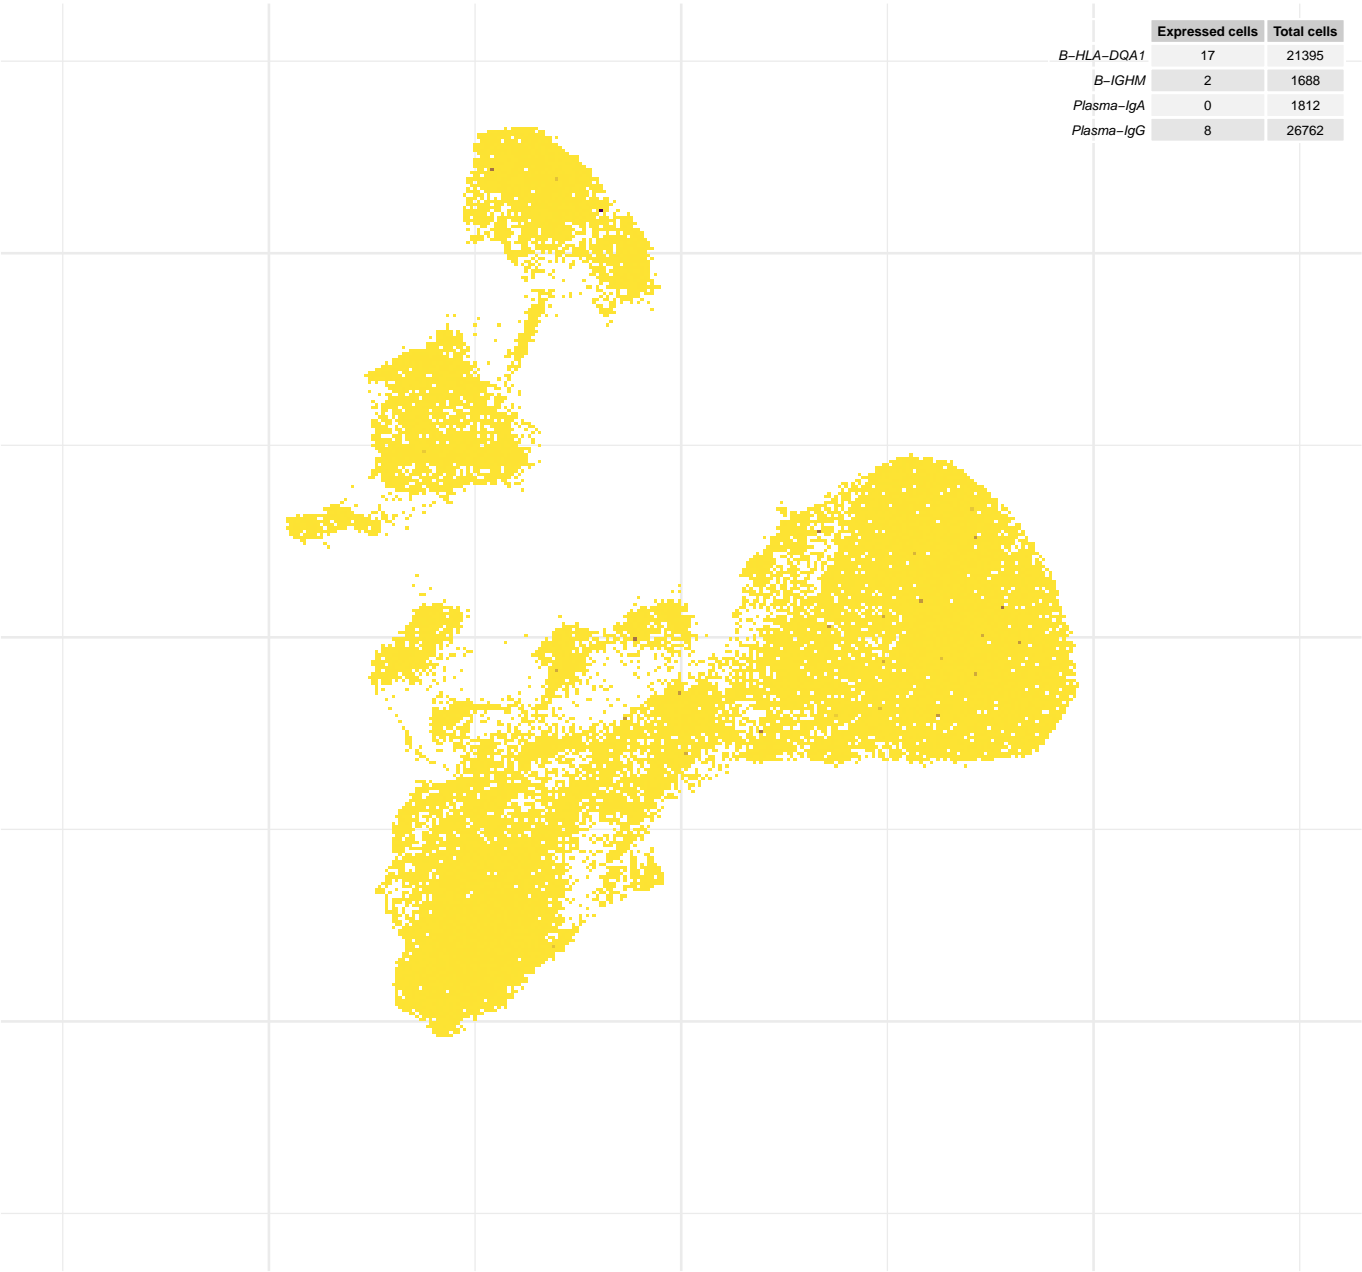 Expressed cells Total cells
B−HLA−DQA1 17 21395
B−IGHM 2 1688
Plasma−IgA 0 1812
Plasma−IgG 8 26762